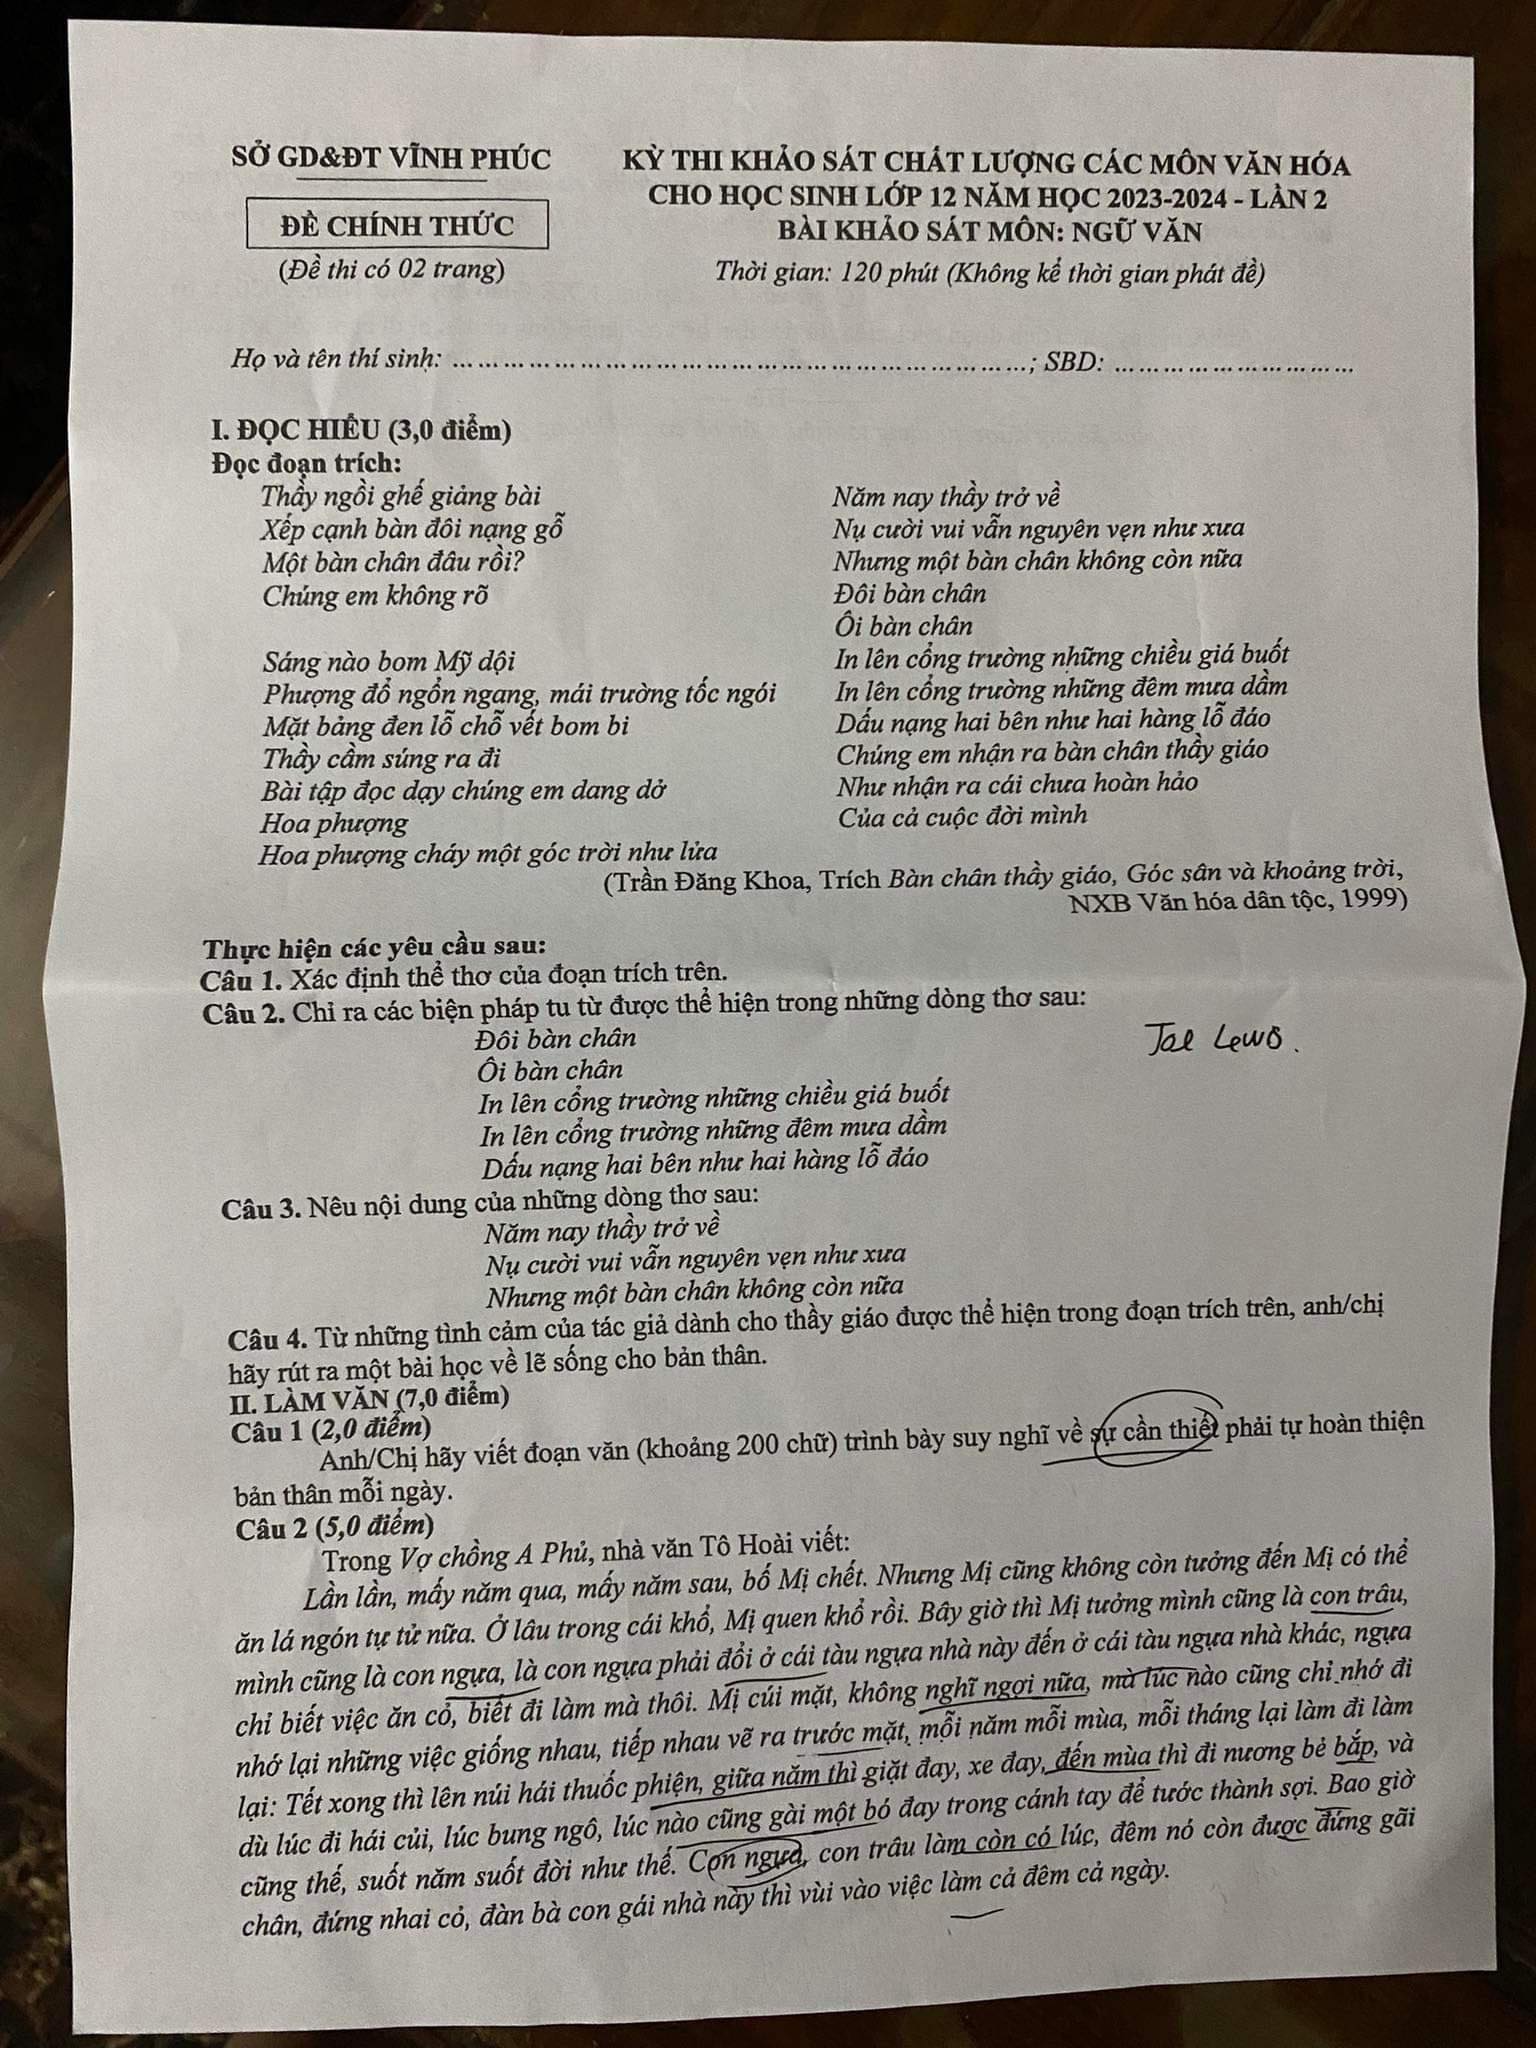 SỞ GD&ĐT VĨNH PHÚC
ĐỀ CHÍNH THỨC
(Đề thi có 02 trang)
KỲ THI KHẢO SÁT CHẤT LƯỢNG CÁC MÔN VĂN HÓA
CHO HỌC SINH LỚP 12 NĂM HỌC 2023-2024 - LẦN 2
BÀI KHẢO SÁT MÔN: NGỮ VĂN
Thời gian: 120 phút (Không kể thời gian phát đề)
Họ và tên thí sinh: ……………………………………………………………; SBD: …………………………
I. ĐỌC HIỂU (3,0 điểm)
Đọc đoạn trích:
Thầy ngồi ghế giảng bài
Xếp cạnh bàn đôi nạng gỗ
Một bàn chân đâu rồi?
Chúng em không rõ
Sáng nào bom Mỹ dội
Phượng đổ ngổn ngang, mái trường tốc ngói
Mặt bảng đen lỗ chỗ vết bom bi
Thầy cầm súng ra đi
Bài tập đọc dạy chúng em dang dở
Hoa phượng
Hoa phượng cháy một góc trời như lửa
Năm nay thầy trở về
Nụ cười vui vẫn nguyên vẹn như xưa
Nhưng một bàn chân không còn nữa
Đôi bàn chân
Ôi bàn chân
In lên cổng trường những chiều giá buốt
In lên cổng trường những đêm mưa dầm
Dấu nạng hai bên như hai hàng lỗ đáo
Chúng em nhận ra bàn chân thầy giáo
Như nhận ra cái chưa hoàn hảo
Của cả cuộc đời mình
(Trần Đăng Khoa, Trích Bàn chân thầy giáo, Góc sân và khoảng trời,
NXB Văn hóa dân tộc, 1999)
Thực hiện các yêu cầu sau:
Câu 1. Xác định thể thơ của đoạn trích trên.
Câu 2. Chỉ ra các biện pháp tu từ được thể hiện trong những dòng thơ sau:
Đôi bàn chân
Ôi bàn chân
In lên cổng trường những chiều giá buốt
In lên cổng trường những đêm mưa dầm
Dấu nạng hai bên như hai hàng lỗ đáo
Câu 3. Nêu nội dung của những dòng thơ sau:
Năm nay thầy trở về
Nụ cười vui vẫn nguyên vẹn như xưa
Nhưng một bàn chân không còn nữa
Câu 4. Từ những tình cảm của tác giả dành cho thầy giáo được thể hiện trong đoạn trích trên, anh/chị
hãy rút ra một bài học về lẽ sống cho bản thân.
II. LÀM VĂN (7,0 điểm)
Câu 1 (2,0 điểm)
Anh/Chị hãy viết đoạn văn (khoảng 200 chữ) trình bày suy nghĩ về sự cần thiết phải tự hoàn thiện
bản thân mỗi ngày.
Câu 2 (5,0 điểm)
Trong Vợ chồng A Phủ, nhà văn Tô Hoài viết:
Lần lần, mấy năm qua, mấy năm sau, bố Mị chết. Nhưng Mị cũng không còn tưởng đến Mị có thể
ăn lá ngón tự tử nữa. Ở lâu trong cái khổ, Mị quen khổ rồi. Bây giờ thì Mị tưởng mình cũng là con trâu,
mình cũng là con ngựa, là con ngựa phải đổi ở cái tàu ngựa nhà này đến ở cái tàu ngựa nhà khác, ngựa
chỉ biết việc ăn cỏ, biết đi làm mà thôi. Mị cúi mặt, không nghĩ ngợi nữa, mà lúc nào cũng chỉ nhớ đi
nhớ lại những việc giống nhau, tiếp nhau vẽ ra trước mặt, mỗi năm mỗi mùa, mỗi tháng lại làm đi làm
lại: Tết xong thì lên núi hái thuốc phiện, giữa năm thì giặt đay, xe đay, đến mùa thì đi nương bẻ bắp, và
dù lúc đi hái củi, lúc bung ngô, lúc nào cũng gài một bó đay trong cánh tay để tước thành sợi. Bao giờ
cũng thế, suốt năm suốt đời như thế. Con ngựa, con trâu làm còn có lúc, đêm nó còn được đứng gãi
chân, đứng nhai cỏ, đàn bà con gái nhà này thì vùi vào việc làm cả đêm cả ngày.